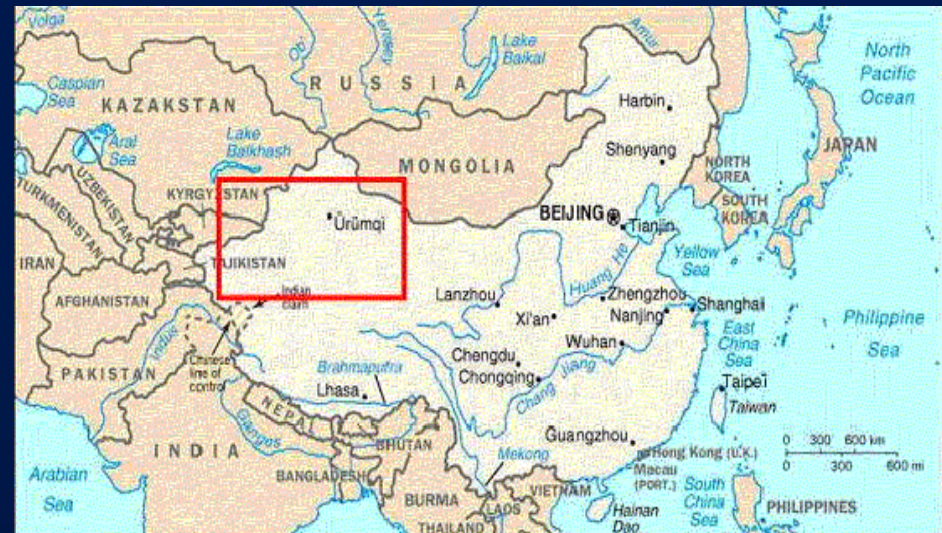 Volga
Ob'
Yenisey
Lake
Baikal
Amur
North
Pacific
Ocean
RUSSIA
Caspian
Sea
KAZAKSTAN
Harbin
Aral
Sea
Lake
Balkhash
MONGOLIA
Shenyang
JAPAN
NORTH
KOREA
UZBEKISTAN
TURKMENISTAN
KYRGYZSTAN
SOUTH
KOREA
BEIJING
Tianjin
Ürümqi
Yellow
Sea
IRAN
TAJIKISTAN
Huang He
Indian
claim
Lanzhou
Zhengzhou
Shanghai
AFGHANISTAN
Xi'an
Nanjing
Philippine
Sea
Indus
Wuhan
East
China
Sea
Chinese
line of
control
Chengdu
Chongqing
Chang Jiang
PAKISTAN
Brahmaputra
Lhasa
Taipei
Taiwan
NEPAL
Ganges
BHUTAN
Guangzhou
INDIA
0 300 600 km
0 300 600 mi
Mekong
Hong Kong (U.K.)
Macau
(PORT.)
Arabian
Sea
BANGLADESH
BURMA
VIETNAM
LAOS
South
China
Sea
PHILIPPINES
Hainan
Dao
THAILAND